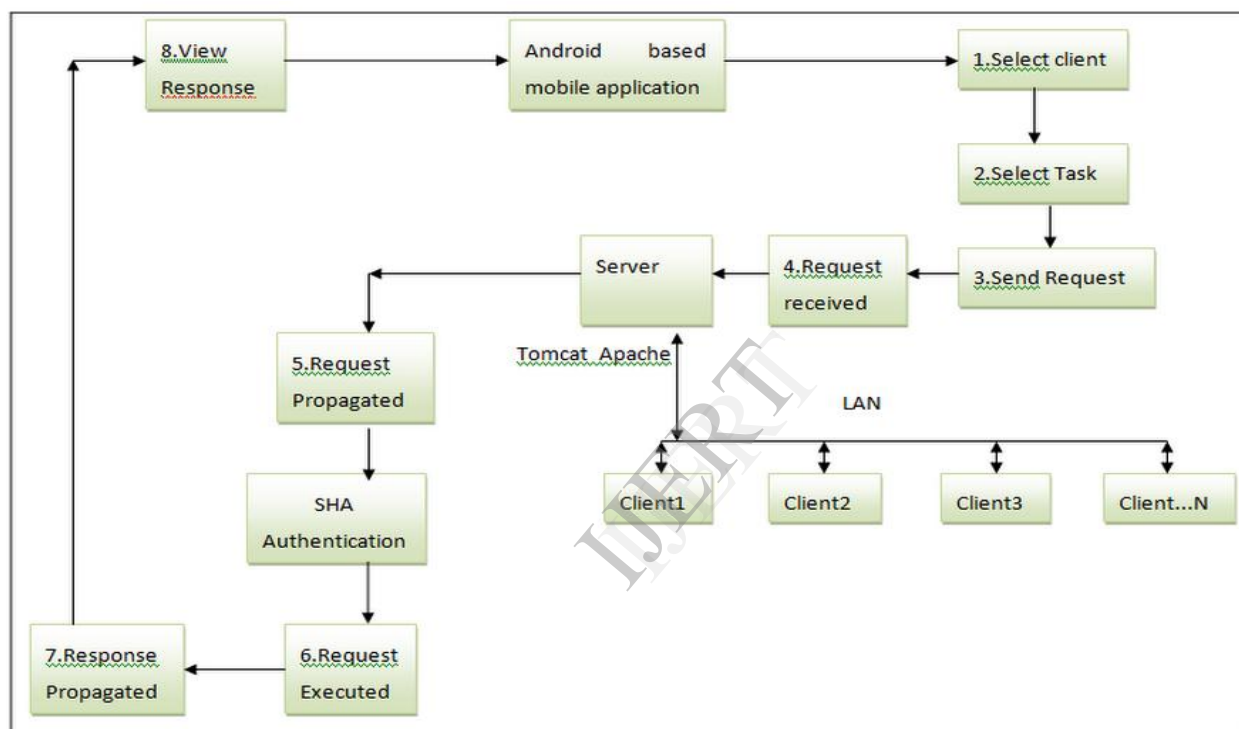 8.View
Response
Android based
mobile application
1.Select client
2.Select Task
3.Send Request
4.Request
received
Server
Tomcat Apache
5.Request
Propagated
LAN
Client1
Client2
Client3
Client...N
SHA
Authentication
6.Request
Executed
7.Response
Propagated
IJERT